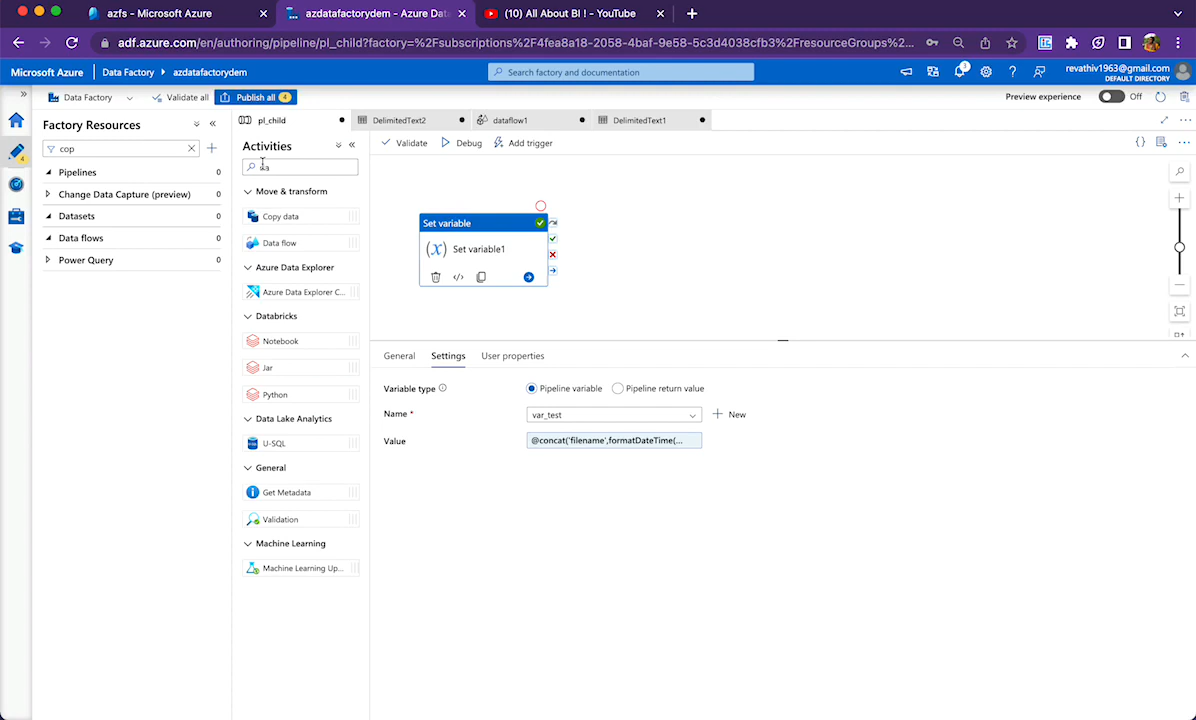 azfs - Microsoft Azure
azdatafactorydem - Azure Dat
(10) All About BI ! - YouTube
adf.azure.com/en/authoring/pipeline/pl_child?factory=%2Fsubscriptions%2F4fea8a18-2058-4baf-9e58-5c3d4038cfb3%2FresourceGroups%2F...
Microsoft Azure
Data Factory
azdatafactorydem
Search factory and documentation
1
revathiv1963@gmail.com
DEFAULT DIRECTORY
Data Factory
Validate all
Publish all
4
Preview experience
Off
4
Factory Resources
cop
Pipelines 0
Change Data Capture (preview) 0
Datasets 0
Data flows 0
Power Query 0
pl_child
DelimitedText2
dataflow1
DelimitedText1
Activities
Move & transform
Copy data
Data flow
Azure Data Explorer
Azure Data Explorer C...
Databricks
Notebook
Jar
Python
Data Lake Analytics
U-SQL
General
Get Metadata
Validation
Machine Learning
Machine Learning Up...
Validate
Debug
Add trigger
Set variable
(x) Set variable1
General
Settings
User properties
Variable type
Pipeline variable
Pipeline return value
Name *
var_test
New
Value
@concat('filename',formatDateTime(...